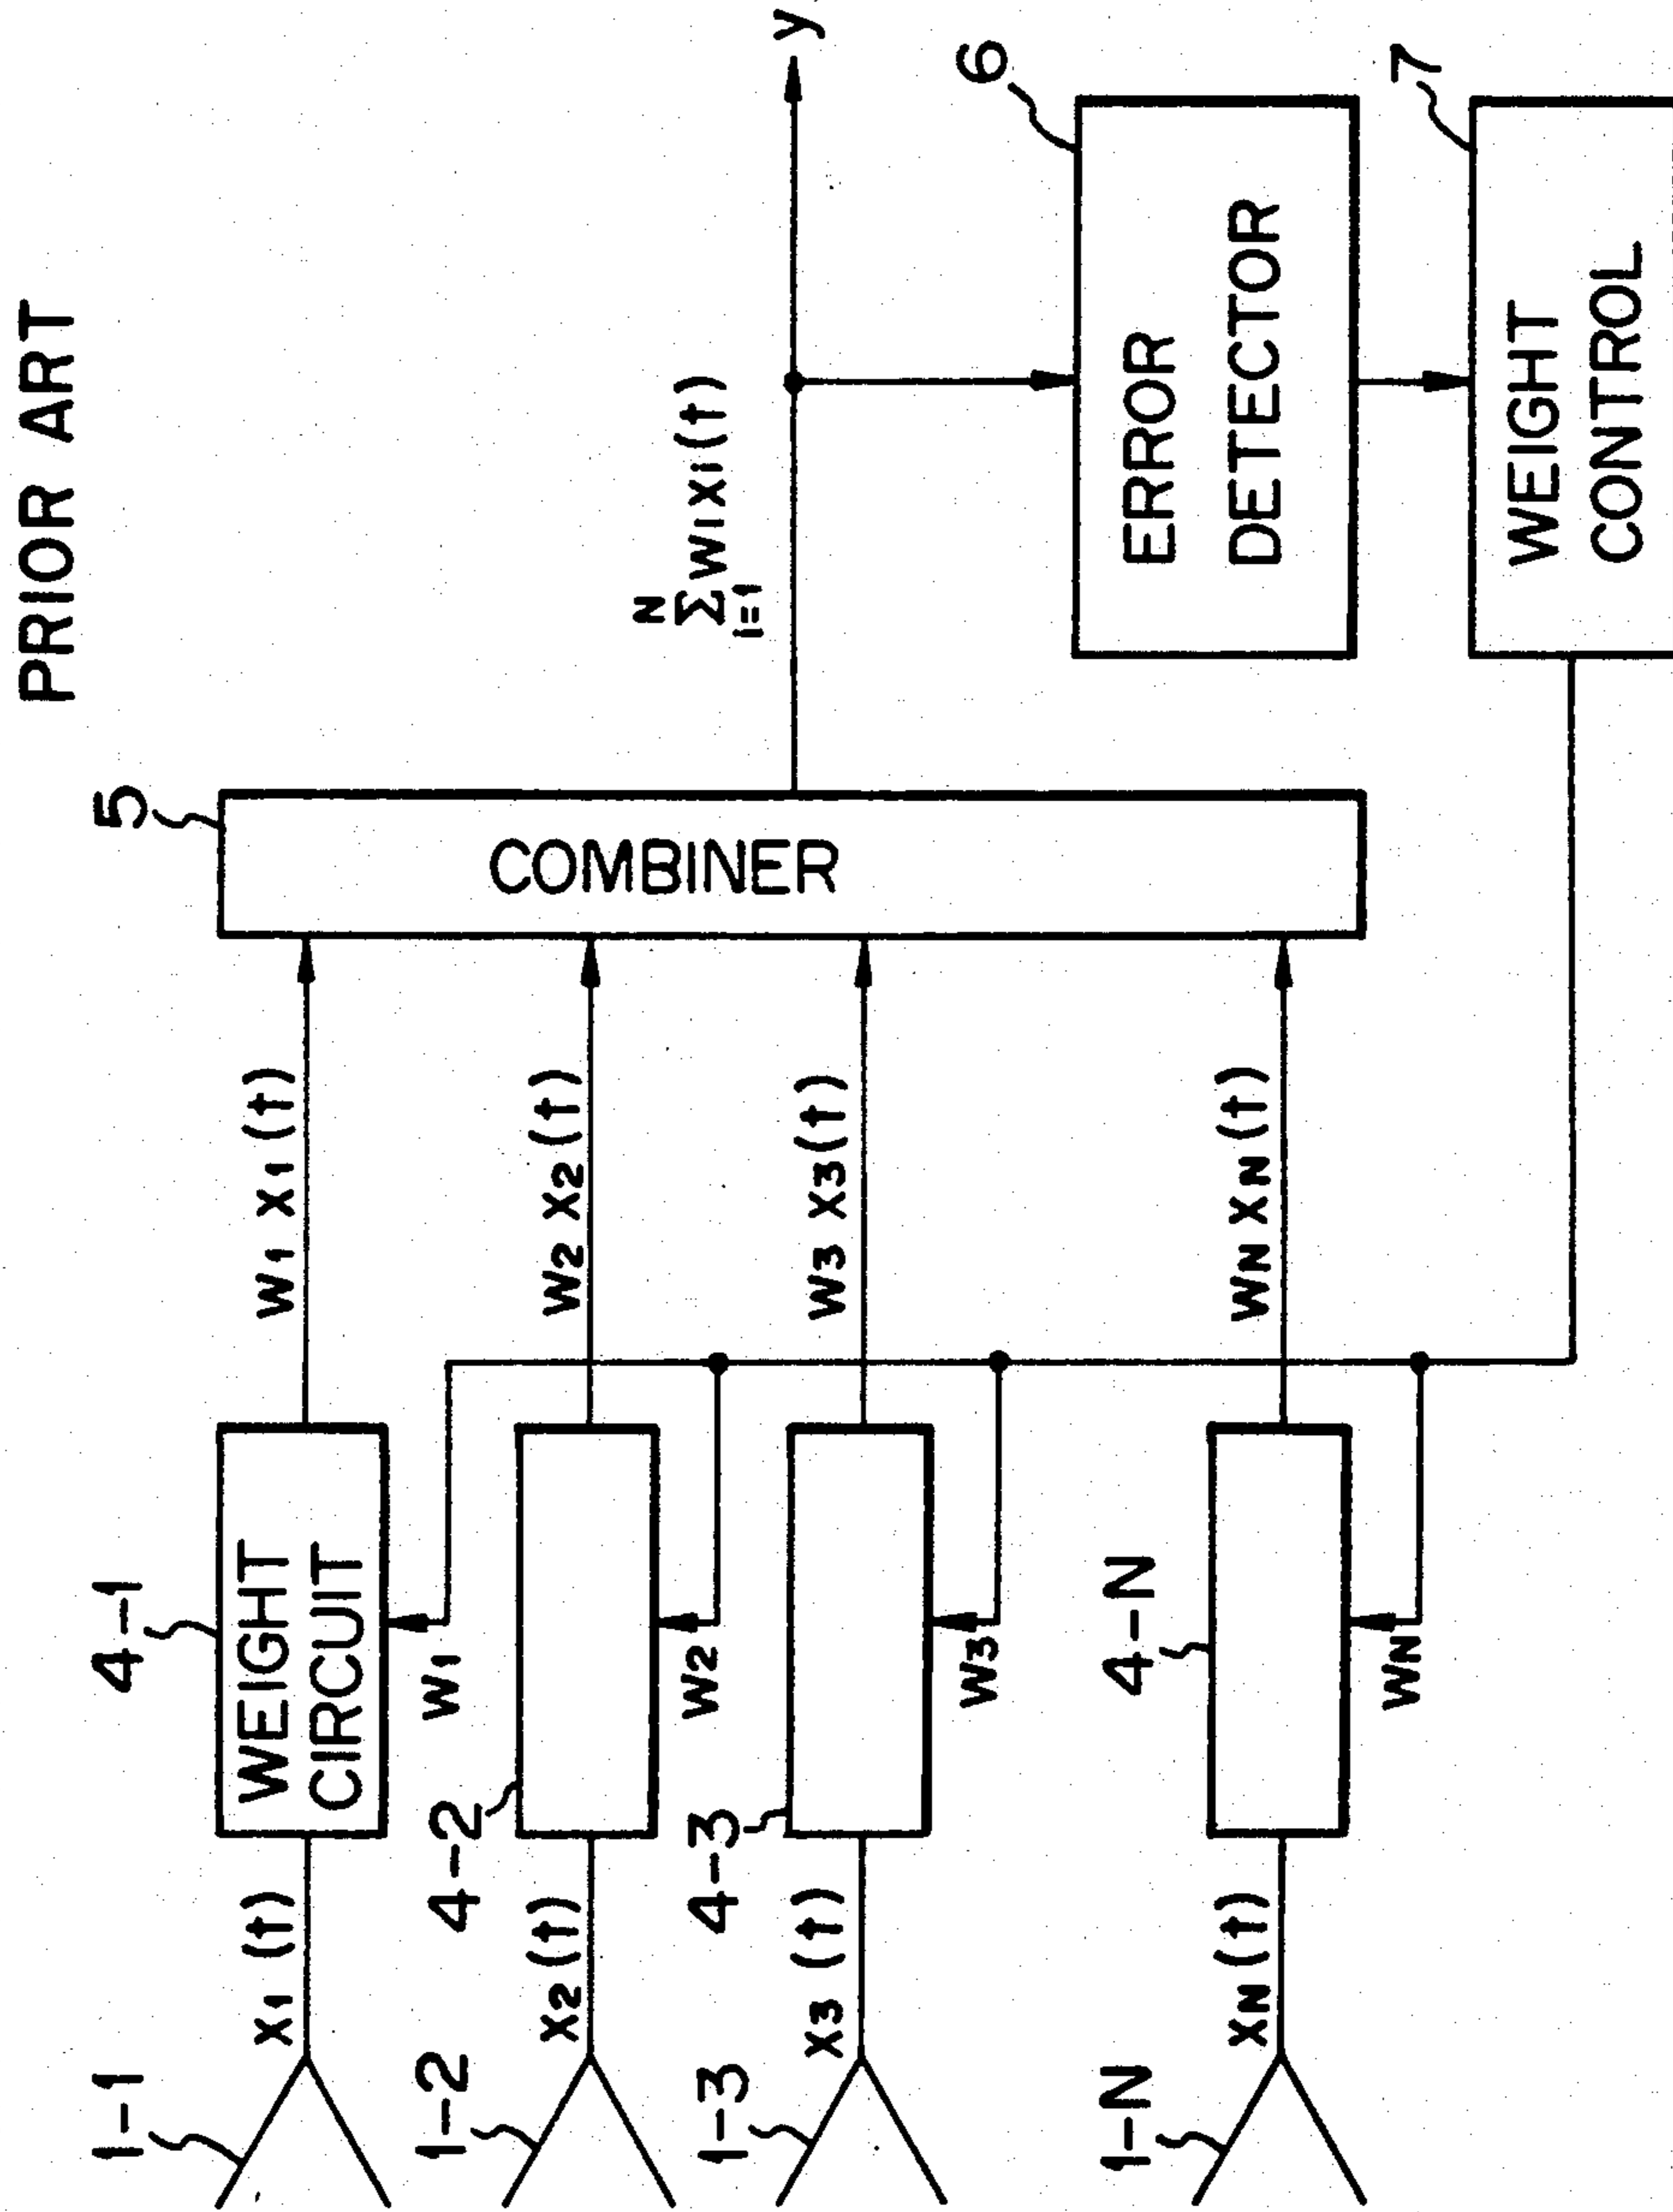 PRIOR ART
1-1
X1 (t)
4-1
WEIGHT
CIRCUIT
W1
W1 X1 (t)
5
COMBINER
N
Σ W1 Xi (t)
i=1
y
1-2
X2 (t)
4-2
W2
W2 X2 (t)
1-3
X3 (t)
4-3
W3
W3 X3 (t)
1-N
XN (t)
4-N
WN
WN XN (t)
6
ERROR
DETECTOR
7
WEIGHT
CONTROL